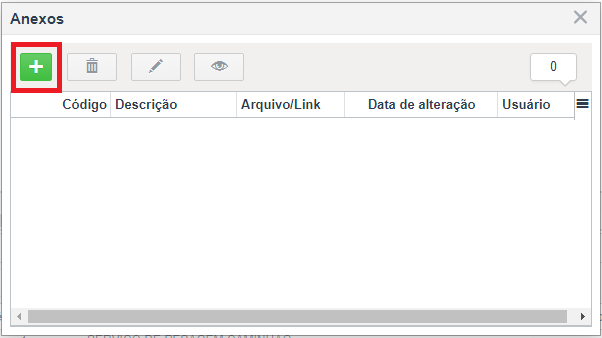 Anexos
0
Código Descrição Arquivo/Link Data de alteração Usuário